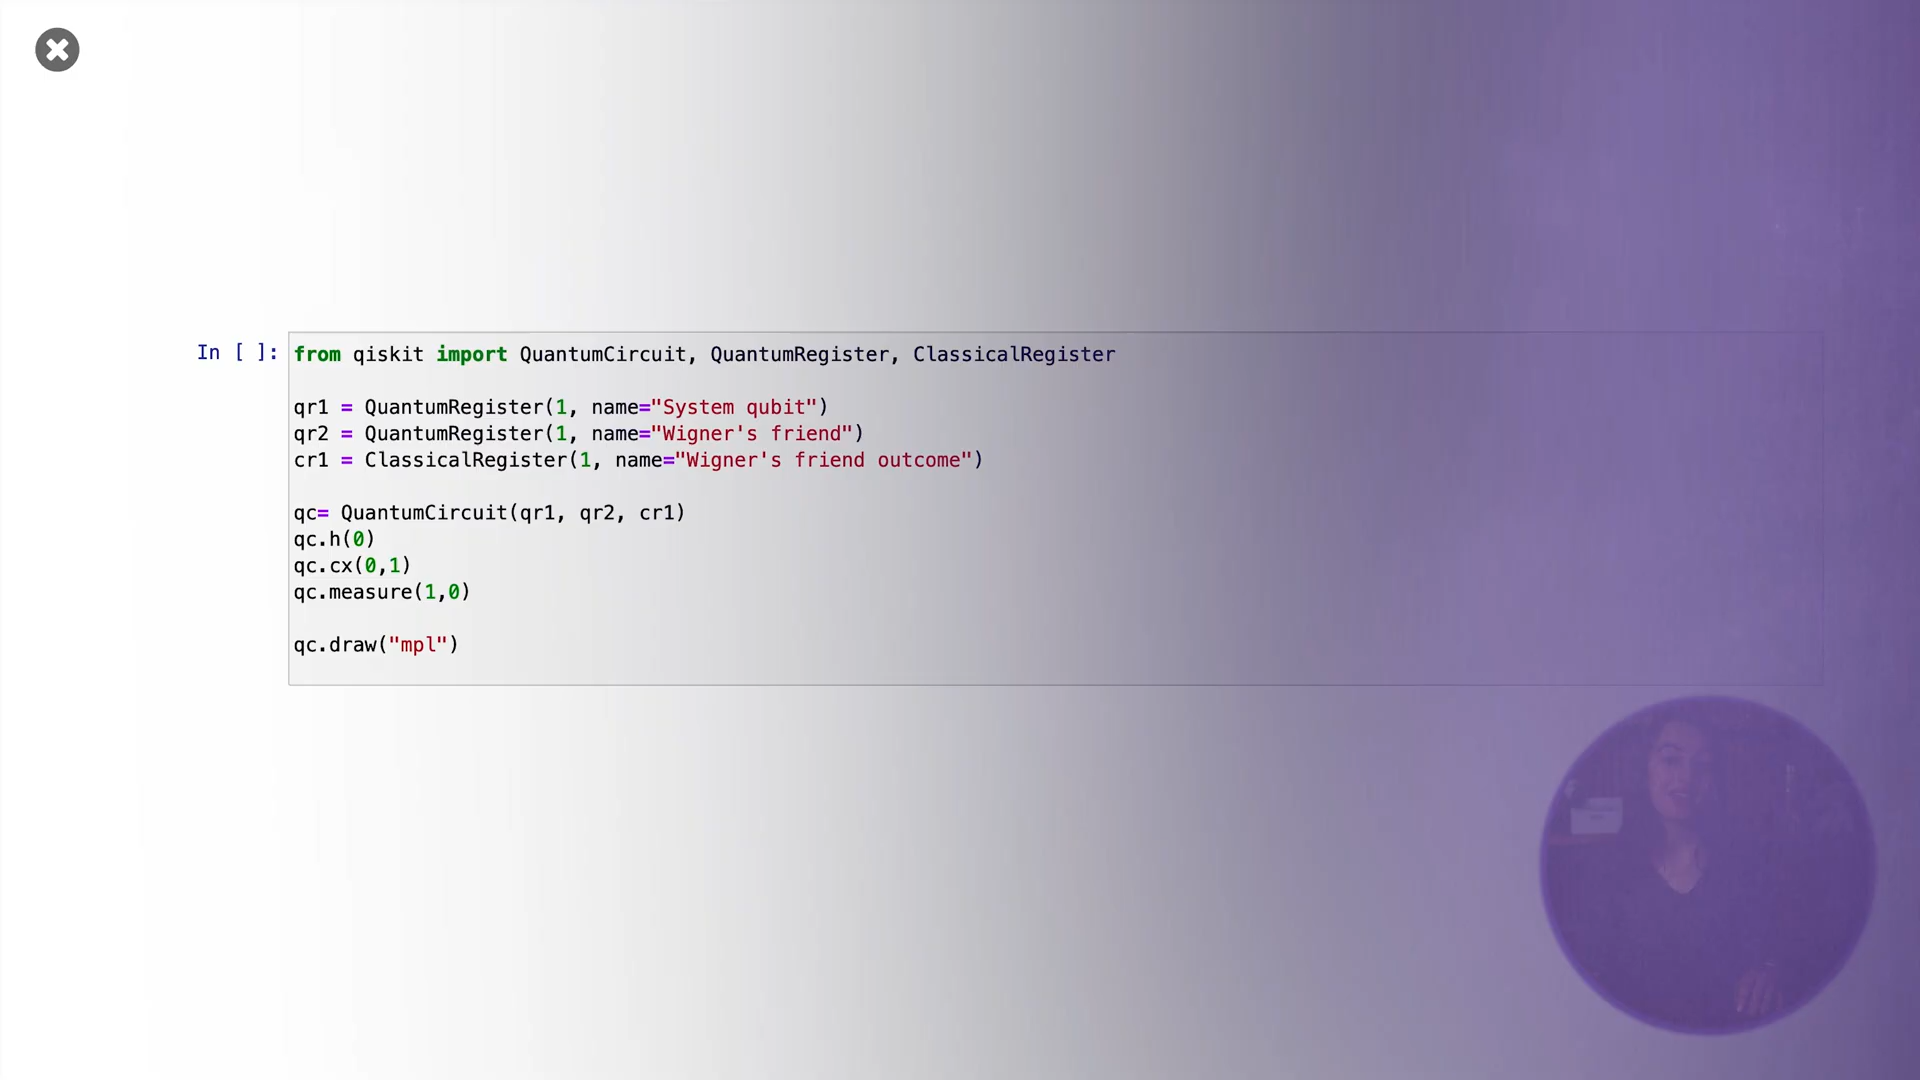 In [ ]:
from qiskit import QuantumCircuit, QuantumRegister, ClassicalRegister
qr1 = QuantumRegister(1, name="System qubit")
qr2 = QuantumRegister(1, name="Wigner's friend")
cr1 = ClassicalRegister(1, name="Wigner's friend outcome")
qc= QuantumCircuit(qr1, qr2, cr1)
qc.h(0)
qc.cx(0,1)
qc.measure(1,0)
qc.draw("mpl")